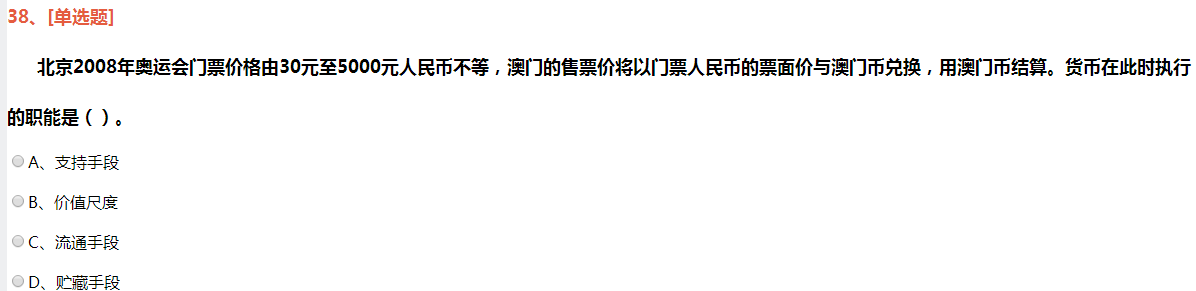 38、[单选题]
北京2008年奥运会门票价格由30元至5000元人民币不等，澳门的售票价将以门票人民币的票面价与澳门币兑换，用澳门币结算。货币在此时执行
的职能是（ ）。
A、支持手段
B、价值尺度
C、流通手段
D、贮藏手段